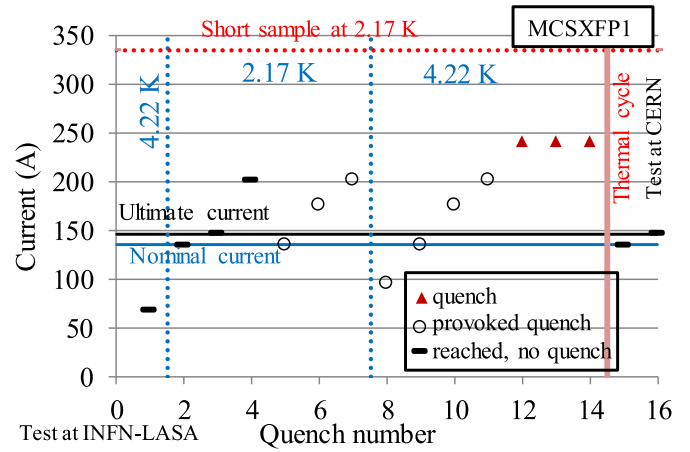 Short sample at 2.17 K
MCSXFP1
350
300
250
200
150
100
50
0
Current (A)
4.22 K
2.17 K
4.22 K
Thermal cycle
Test at CERN
Ultimate current
Nominal current
quench
provoked quench
reached, no quench
0 2 4 6 8 10 12 14 16
Test at INFN-LASA
Quench number